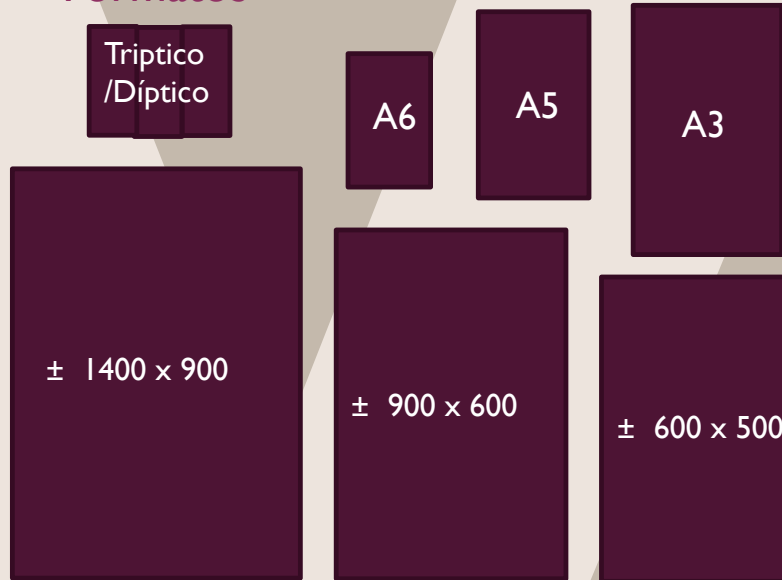 Triptico
/Díptico
A6
A5
A3
± 1400 x 900
± 900 x 600
± 600 x 500